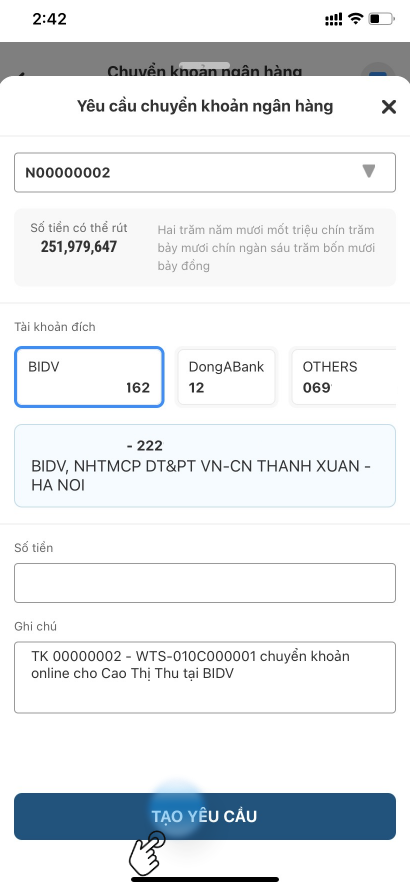 2:42
Chuyển khoản ngân hàng
Yêu cầu chuyển khoản ngân hàng
N00000002
Số tiền có thể rút
251,979,647
Hai trăm năm mươi mốt triệu chín trăm
bảy mươi chín ngàn sáu trăm bốn mươi
bảy đồng
Tài khoản đích
BIDV
162
DongABank
12
OTHERS
069
- 222
BIDV, NHTMCP DT&PT VN-CN THANH XUAN -
HA NOI
Số tiền
Ghi chú
TK 00000002 - WTS-010C000001 chuyển khoản
online cho Cao Thị Thu tại BIDV
TẠO YÊU CẦU